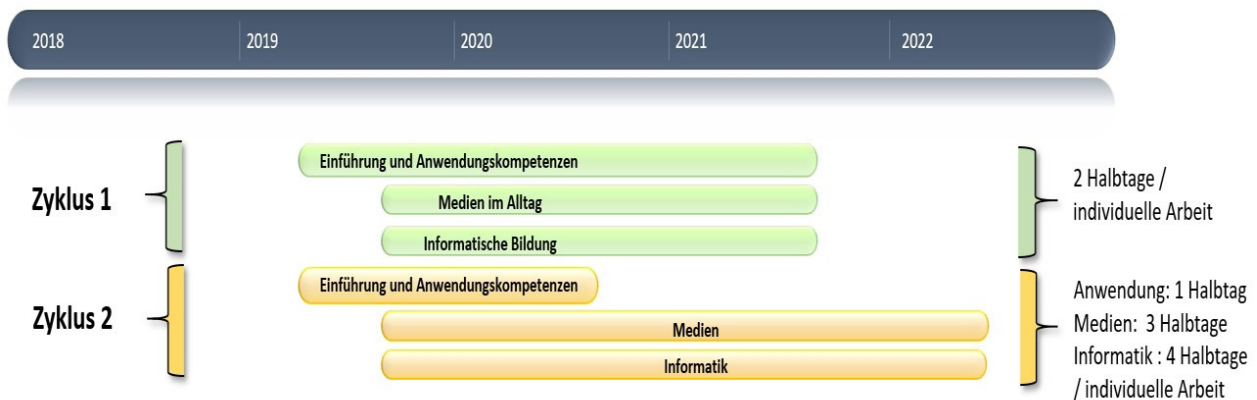 2018 2019 2020 2021 2022
Zyklus 1
Einführung und Anwendungskompetenzen
Medien im Alltag
Informatische Bildung
2 Halbtage /
individuelle Arbeit
Zyklus 2
Einführung und Anwendungskompetenzen
Medien
Informatik
Anwendung: 1 Halbtag
Medien: 3 Halbtage
Informatik : 4 Halbtage
/ individuelle Arbeit